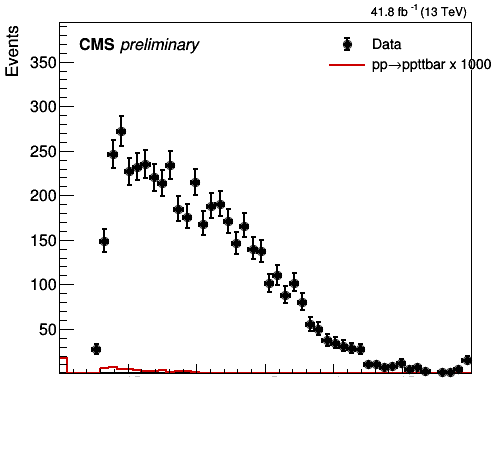 41.8 fb⁻¹ (13 TeV)
CMS preliminary
Data
pp→ppttbar x 1000
Events
350
300
250
200
150
100
50